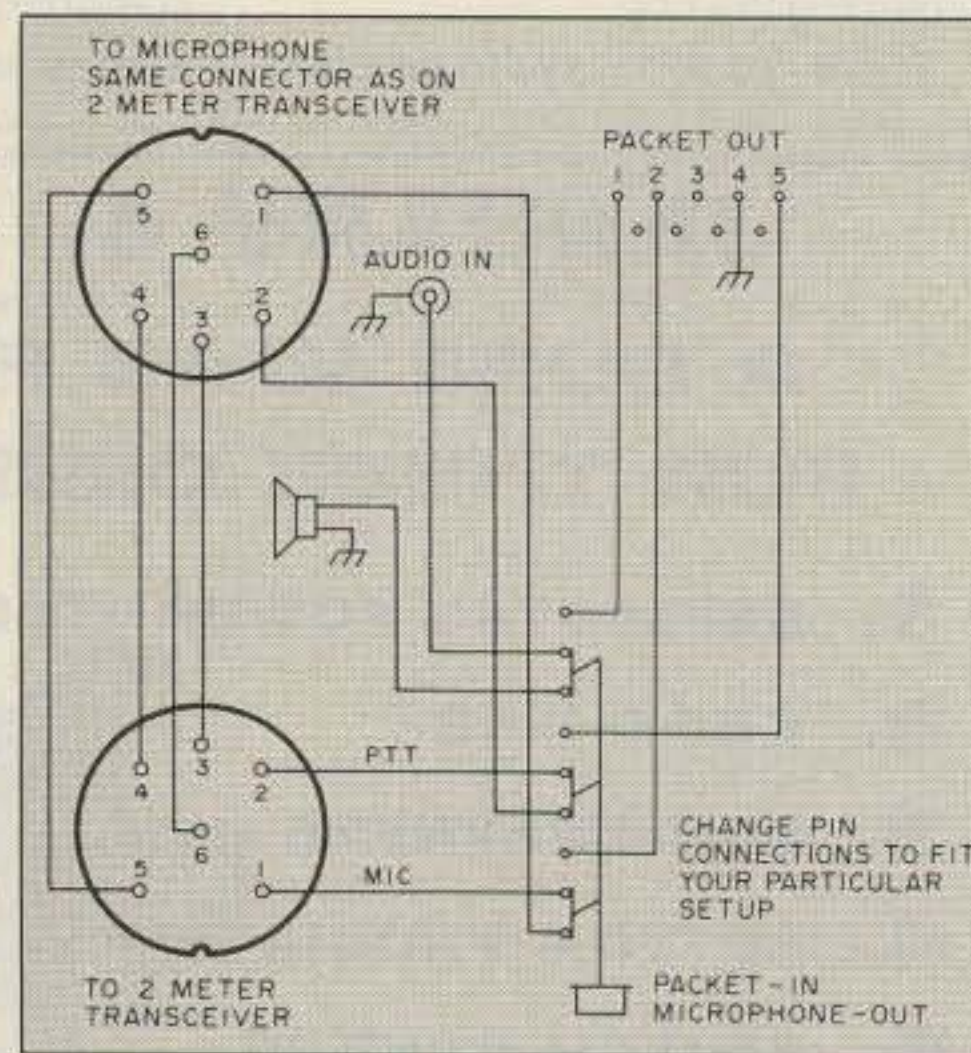 TO MICROPHONE
SAME CONNECTOR AS ON
2 METER TRANSCEIVER
PACKET OUT
1 2 3 4 5
5 1
6
AUDIO IN
4 2
3
PTT
3
4 2
6
5 1
MIC
CHANGE PIN
CONNECTIONS TO FIT
YOUR PARTICULAR
SETUP
TO 2 METER
TRANSCEIVER
PACKET-IN
MICROPHONE-OUT